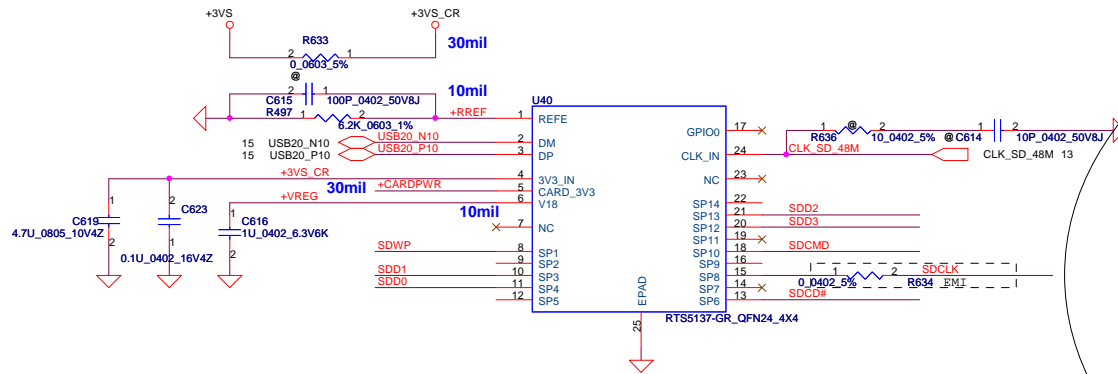 +3VS
+3VS_CR
R633
30mil
2
1
0_0603_5%
@
2
1
10mil
C615
100P_0402_50V8J
R497
1
2
+RREF
6.2K_0603_1%
U40
1
REFE
GPIO0
17
15
USB20_N10
USB20_N10
2
DM
15
USB20_P10
USB20_P10
3
DP
CLK_IN
24
CLK_SD_48M
1
@
2
R636
10_0402_5%
1
2
@
C614
10P_0402_50V8J
CLK_SD_48M
13
+3VS_CR
4
3V3_IN
30mil
+CARDPWR
5
CARD_3V3
+VREG
6
V18
NC
23
SP14
22
SP13
21
SDD2
SP12
20
SDD3
10mil
7
NC
SP11
19
SP10
18
SDCMD
1
C619
4.7U_0805_10V4Z
2
2
C623
1
0.1U_0402_16V4Z
1
C616
1U_0402_6.3V6K
2
SDWP
8
SP1
9
SP2
SDD1
10
SP3
SDD0
11
SP4
12
SP5
SP9
16
SP8
15
1
2
SDCLK
0_0402_5%
R634
EMI
SP7
14
SP6
13
SDCD#
EPAD
25
RTS5137-GR_QFN24_4X4